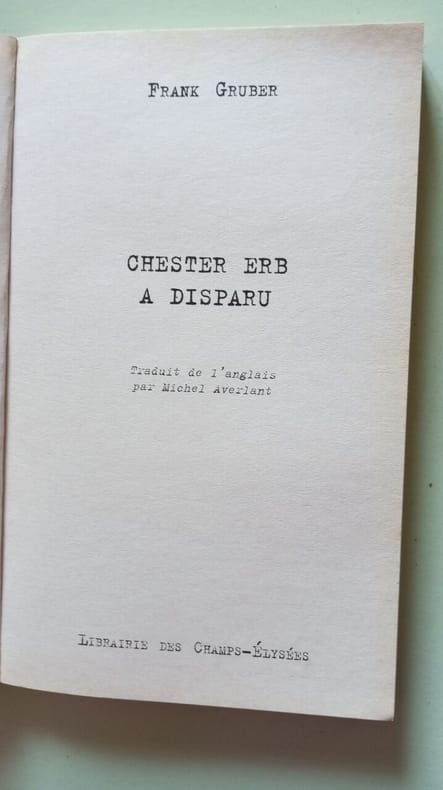 FRANK GRUBER
CHESTER ERB
A DISPARU
Traduit de l'anglais
par Michel Averlant
LIBRAIRIE DES CHAMPS-ÉLYSÉES